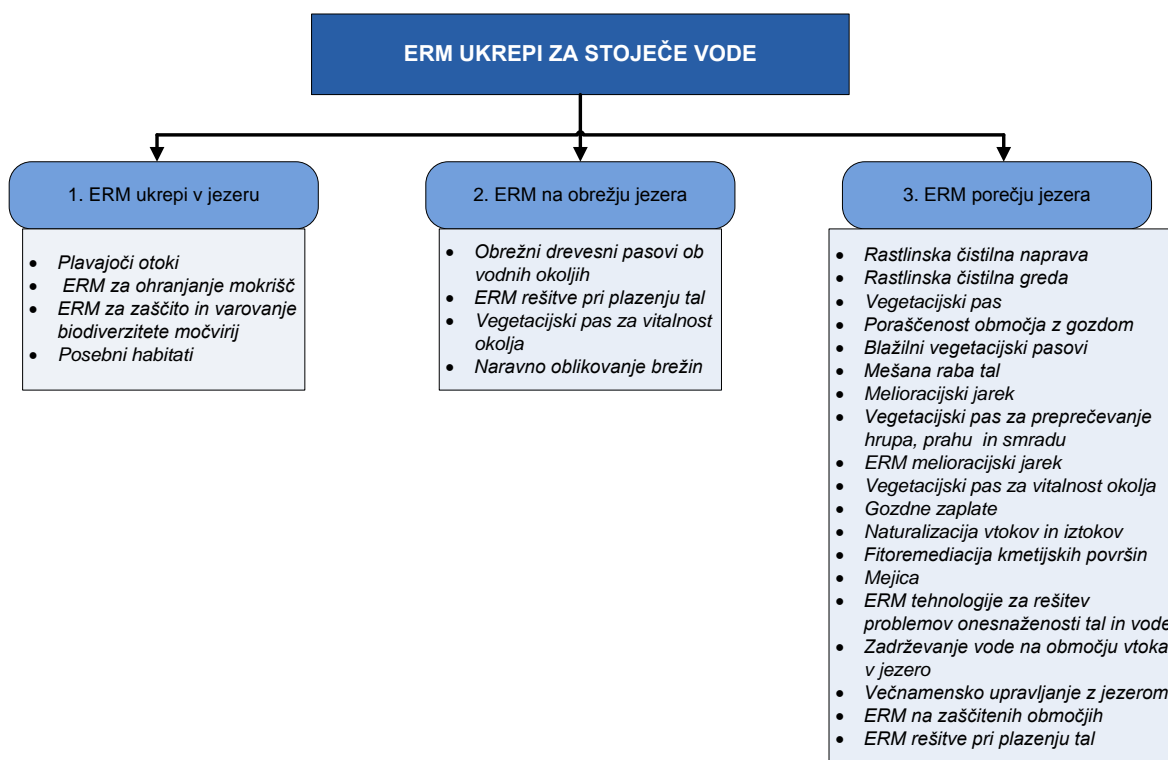 ERM UKREPI ZA STOJEČE VODE
1. ERM ukrepi v jezeru
• Plavajoči otoki
• ERM za ohranjanje mokrišč
• ERM za zaščito in varovanje
biodiverzitete močvirij
• Posebni habitati
2. ERM na obrežju jezera
• Obrežni drevesni pasovi ob
vodnih okoljih
• ERM rešitve pri plazenju tal
• Vegetacijski pas za vitalnost
okolja
• Naravno oblikovanje brežin
3. ERM porečju jezera
• Rastlinska čistilna naprava
• Rastlinska čistilna greda
• Vegetacijski pas
• Poraščenost območja z gozdom
• Blažilni vegetacijski pasovi
• Mešana raba tal
• Melioracijski jarek
• Vegetacijski pas za preprečevanje
hrupa, prahu in smradu
• ERM melioracijski jarek
• Vegetacijski pas za vitalnost okolja
• Gozdne zaplate
• Naturalizacija vtokov in iztokov
• Fitoremediacija kmetijskih površin
• Mejica
• ERM tehnologije za rešitev
problemov onesnaženosti tal in vode
• Zadrževanje vode na območju vtoka
v jezero
• Večnamensko upravljanje z jezerom
• ERM na zaščitenih območjih
• ERM rešitve pri plazenju tal